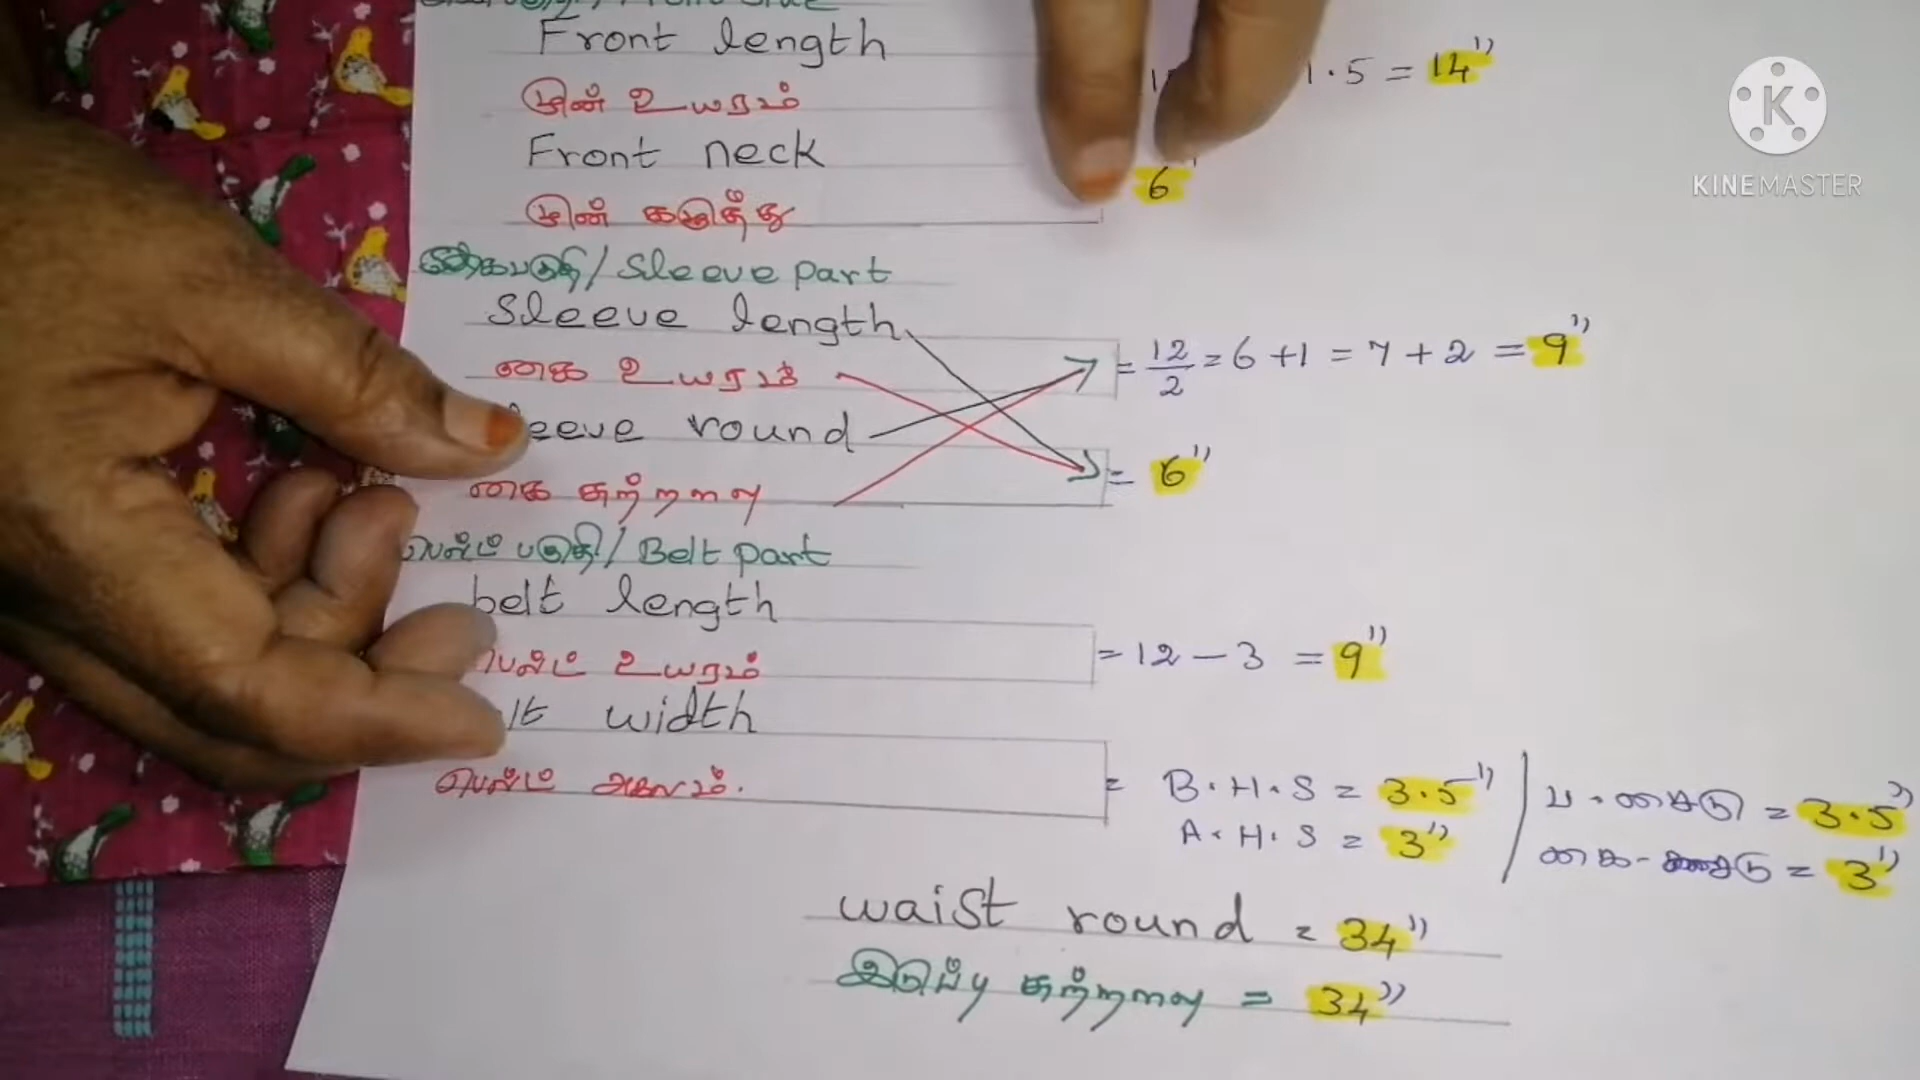 Front length
முன் உயரம்
1.5 = 14"
Front neck
6"
முன் கழுத்து
கைபகுதி / Sleeve part
Sleeve length
= 12/2 = 6 + 1 = 7 + 2 = 9"
கை உயரம்
round
= 6"
கை சுற்றளவு
பெல்ட் பகுதி / Belt part
belt length
பெல்ட் உயரம்
= 12 - 3 = 9"
width
பெல்ட் அகலம்.
= B.H.S = 3.5" / ப.சைடு = 3.5"
A.H.S = 3" / கை-சைடு = 3"
waist round = 34"
இடுப்பு சுற்றளவு = 34"
K
KINEMASTER